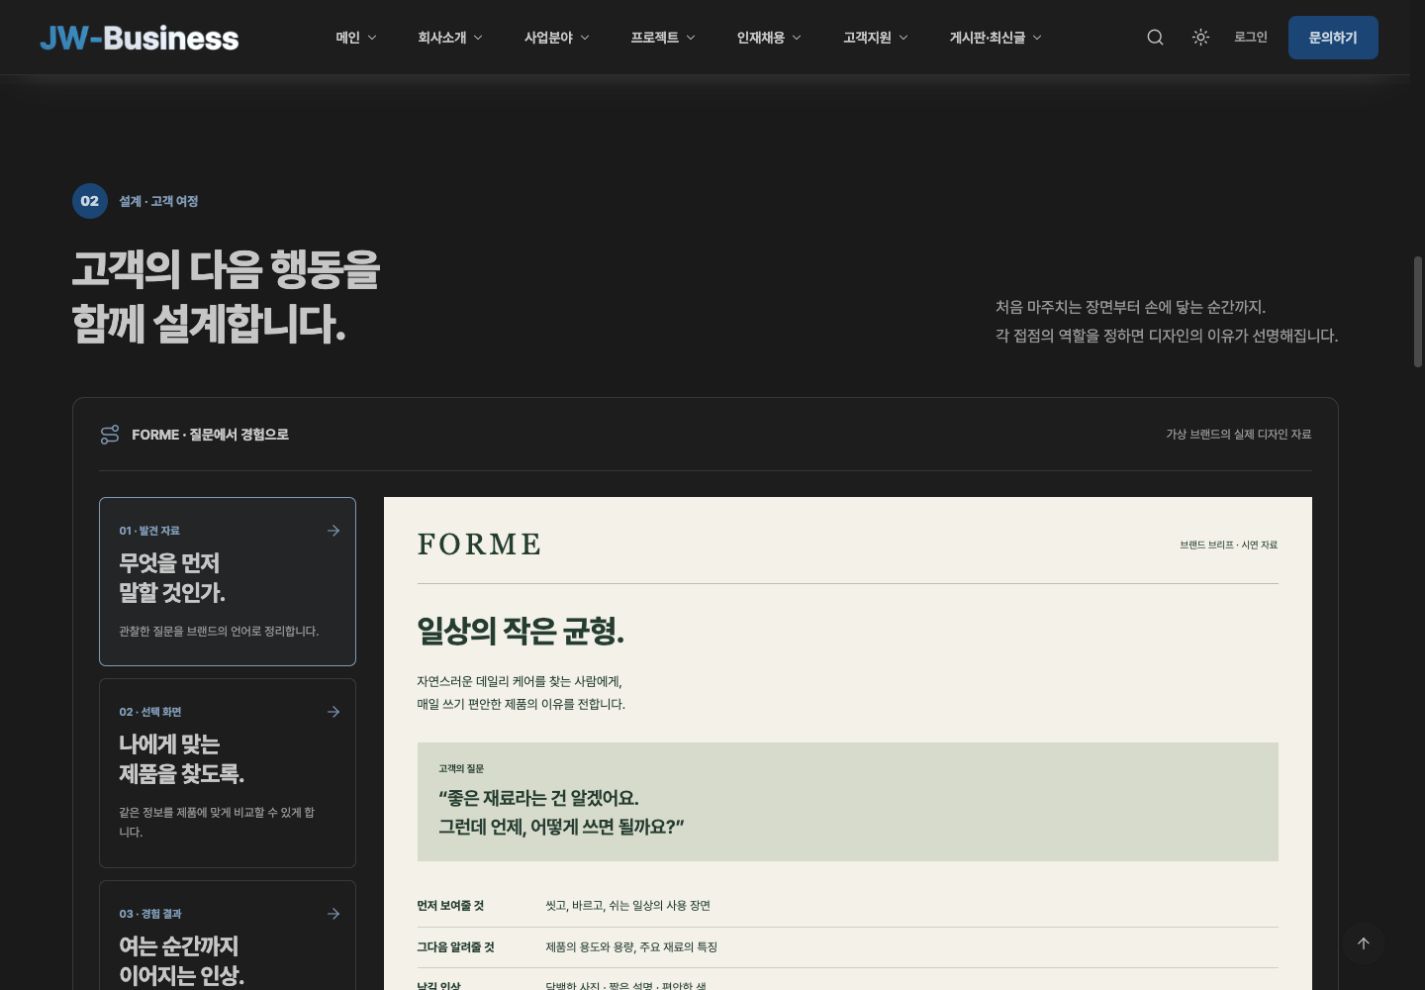 JW-Business
메인
회사소개
사업분야
프로젝트
인재채용
고객지원
게시판·최신글
로그인
문의하기
02
설계 · 고객 여정
고객의 다음 행동을
함께 설계합니다.
처음 마주치는 장면부터 손에 닿는 순간까지.
각 접점의 역할을 정하면 디자인의 이유가 선명해집니다.
FORME · 질문에서 경험으로
가상 브랜드의 실제 디자인 자료
01 · 발견 자료
무엇을 먼저
말할 것인가.
관찰한 질문을 브랜드의 언어로 정리합니다.
02 · 선택 화면
나에게 맞는
제품을 찾도록.
같은 정보를 제품에 맞게 비교할 수 있게 합
니다.
03 · 경험 결과
여는 순간까지
이어지는 인상.
FORME
브랜드 브리프 · 시연 자료
일상의 작은 균형.
자연스러운 데일리 케어를 찾는 사람에게,
매일 쓰기 편안한 제품의 이유를 전합니다.
고객의 질문
“좋은 재료라는 건 알겠어요.
그런데 언제, 어떻게 쓰면 될까요?”
먼저 보여줄 것
씻고, 바르고, 쉬는 일상의 사용 장면
그다음 알려줄 것
제품의 용도와 용량, 주요 재료의 특징
남길 인상
담백한 사진 · 짧은 설명 · 편안한 색